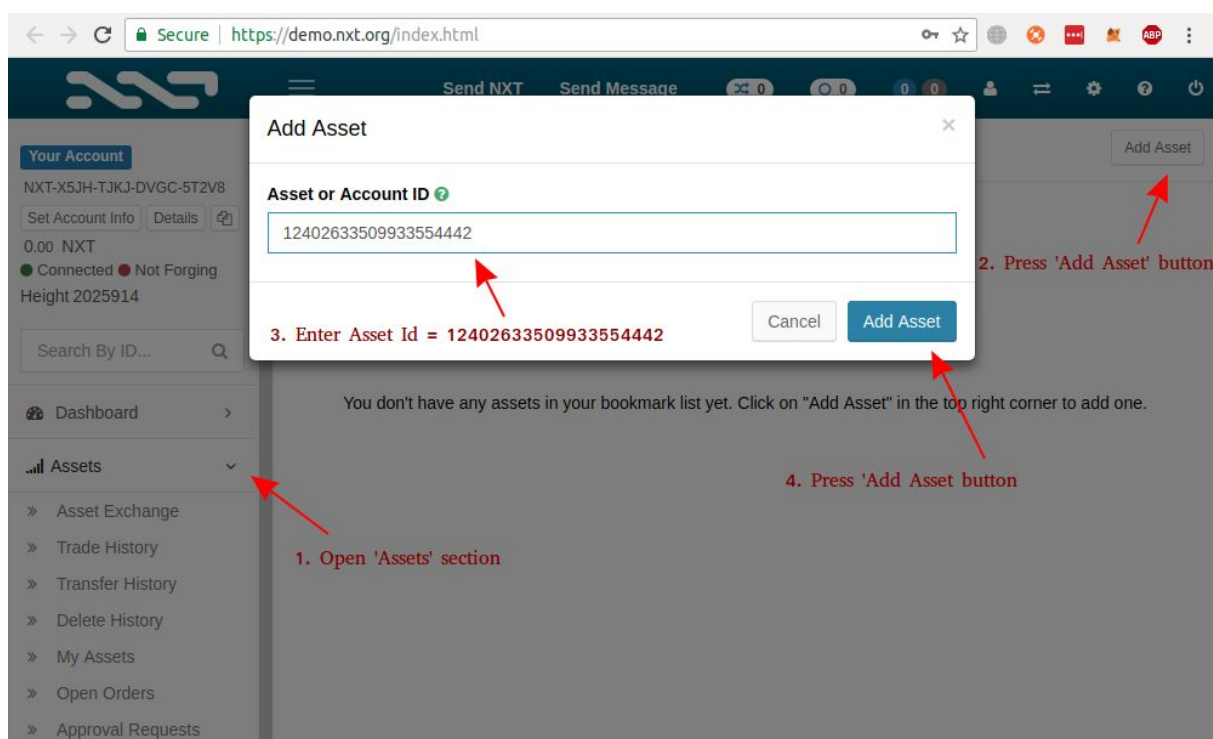 Secure | https://demo.nxt.org/index.html ABP
Send NXT Send Message 0 0 0 0
Your Account
NXT-X5JH-TJKJ-DVGC-5T2V8
Set Account Info Details
0.00 NXT
Connected Not Forging
Height 2025914
Search By ID...
Dashboard
Assets
Asset Exchange
Trade History
Transfer History
Delete History
My Assets
Open Orders
Approval Requests
Add Asset
Add Asset ×
Asset or Account ID
12402633509933554442
Cancel Add Asset
You don't have any assets in your bookmark list yet. Click on "Add Asset" in the top right corner to add one.
1. Open 'Assets' section
2. Press 'Add Asset' button
3. Enter Asset Id = 12402633509933554442
4. Press 'Add Asset button